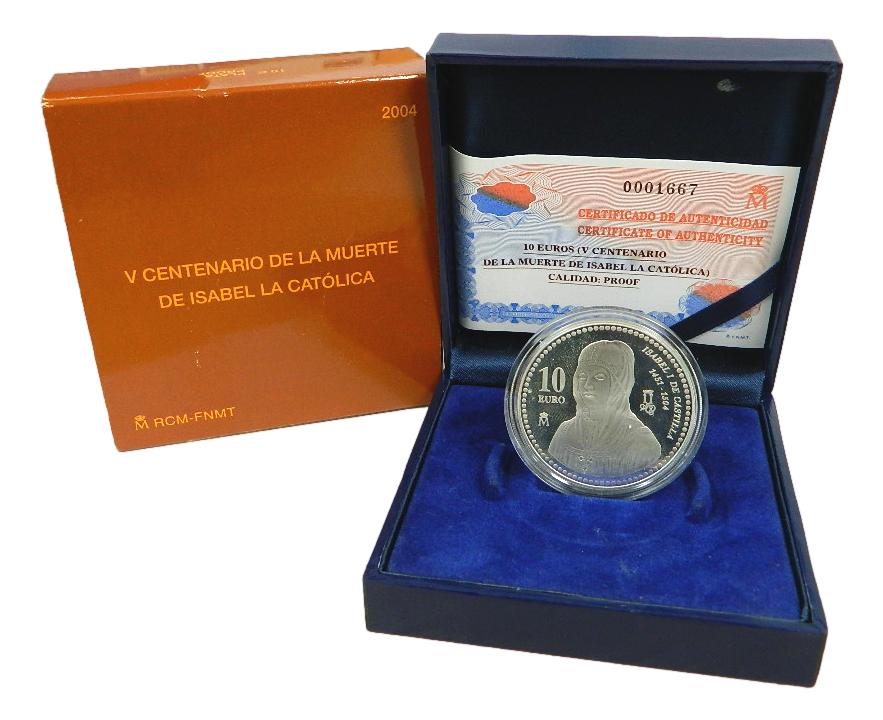 2004
V CENTENARIO DE LA MUERTE
DE ISABEL LA CATÓLICA
M RCM-FNMT
0001667
M
CERTIFICADO DE AUTENTICIDAD
CERTIFICATE OF AUTHENTICITY
10 EUROS (V CENTENARIO
DE LA MUERTE DE ISABEL LA CATÓLICA)
CALIDAD: PROOF
F.N.M.T.
10
EURO
M
ISABEL I DE CASTILLA
1451 - 1504